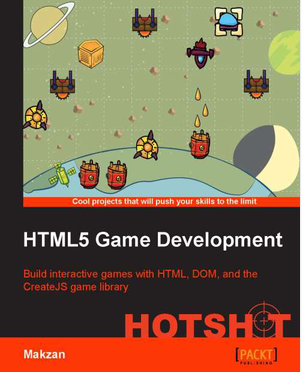 Cool projects that will push your skills to the limit
HTML5 Game Development
Build interactive games with HTML, DOM, and the
CreateJS game library
HOTSHOT
Makzan
[PACKT]
PUBLISHING